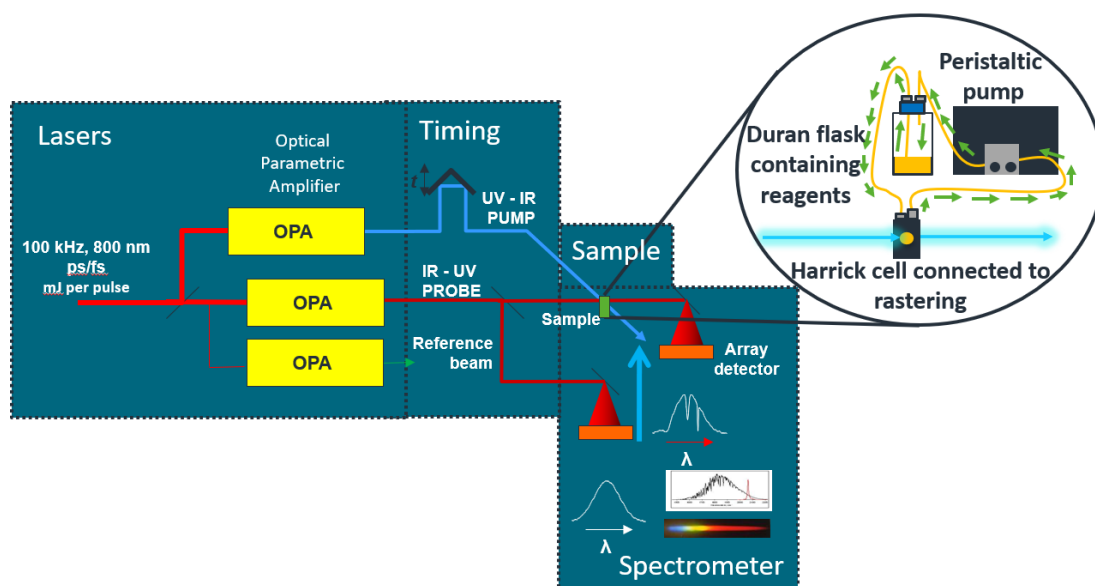 Lasers
Optical
Parametric
Amplifier
OPA
100 kHz, 800 nm
ps/fs
mJ per pulse
OPA
OPA
Timing
t
UV - IR
PUMP
IR - UV
PROBE
Reference
beam
Sample
Sample
Array
detector
λ
λ
Spectrometer
Peristaltic
pump
Duran flask
containing
reagents
Harrick cell connected to
rastering